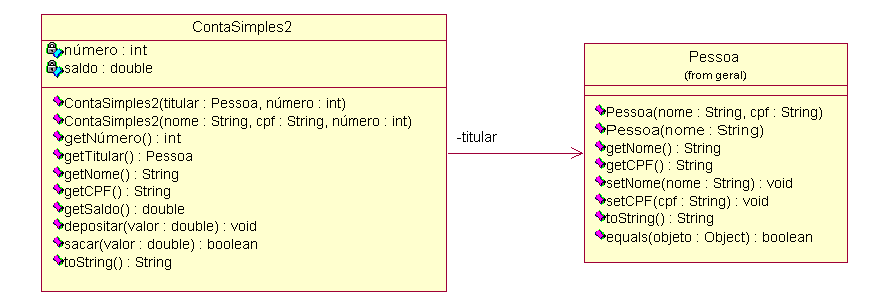 ContaSimples2
número : int
saldo : double
ContaSimples2(titular : Pessoa, número : int)
ContaSimples2(nome : String, cpf : String, número : int)
getNúmero() : int
getTitular() : Pessoa
getNome() : String
getCPF() : String
getSaldo() : double
depositar(valor : double) : void
sacar(valor : double) : boolean
toString() : String
-titular
Pessoa
(from geral)
Pessoa(nome : String, cpf : String)
Pessoa(nome : String)
getNome() : String
getCPF() : String
setNome(nome : String) : void
setCPF(cpf : String) : void
toString() : String
equals(objeto : Object) : boolean